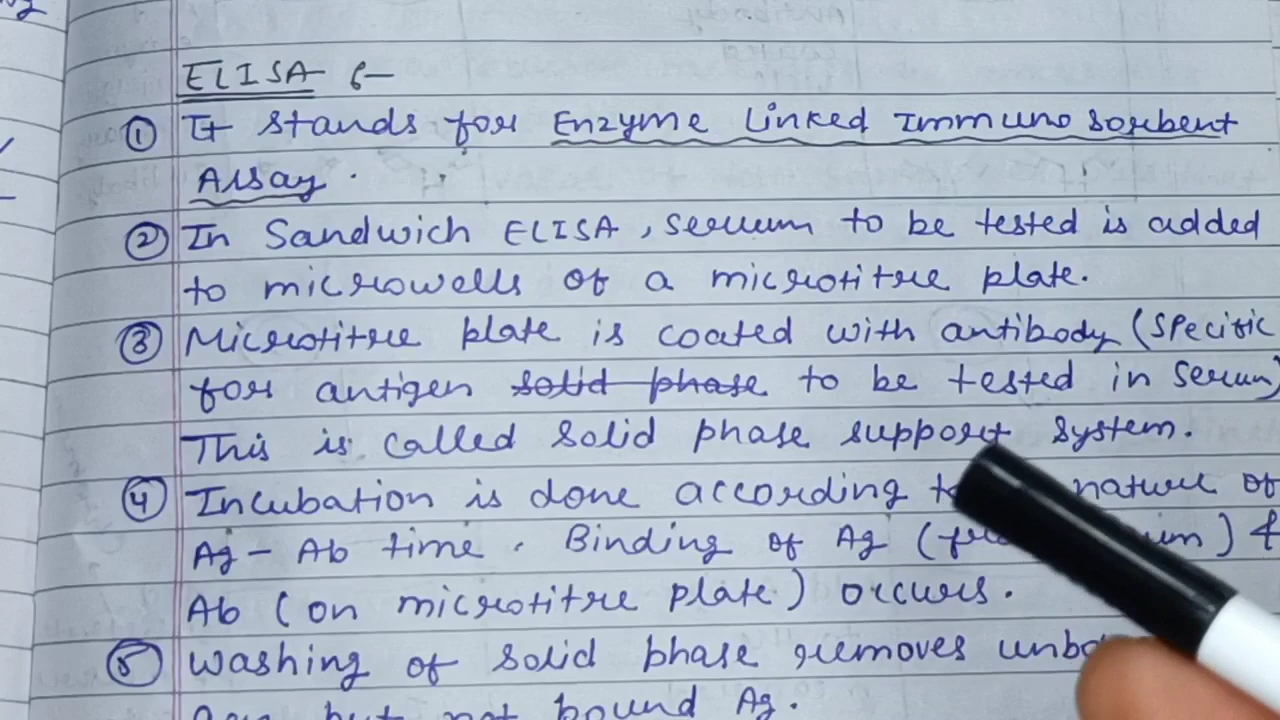 ELISA :-
① It stands for Enzyme Linked Immuno Sorbent
Assay.
② In Sandwich ELISA, serum to be tested is added
to microwells of a microtitre plate.
③ Microtitre plate is coated with antibody (specific
for antigen solid phase to be tested in serum)
This is called solid phase support system.
④ Incubation is done according nature of
Ag - Ab time. Binding of Ag ( ) &
Ab (on microtitre plate) occurs.
⑤ Washing of solid phase removes
but not bound Ag.